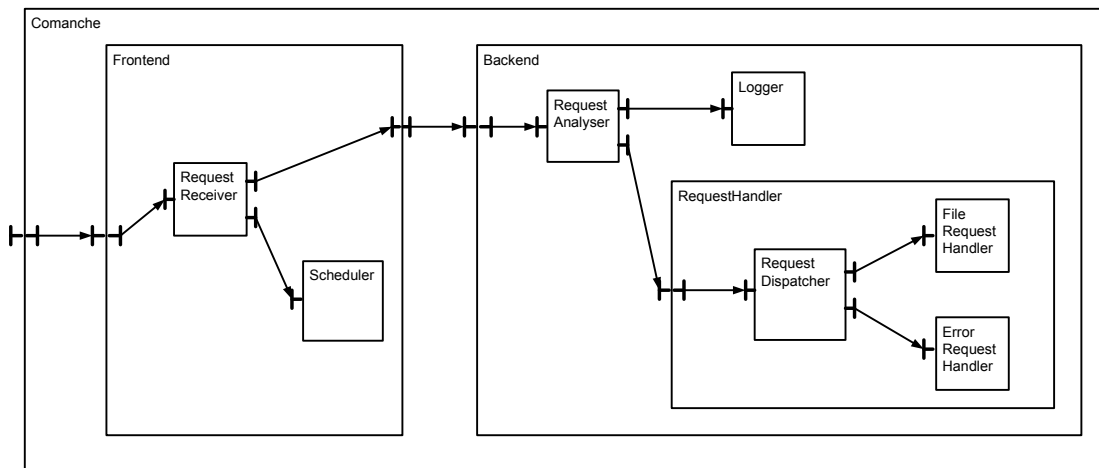 Comanche
Frontend
Backend
Request
Receiver
Scheduler
Request
Analyser
Logger
RequestHandler
Request
Dispatcher
File
Request
Handler
Error
Request
Handler